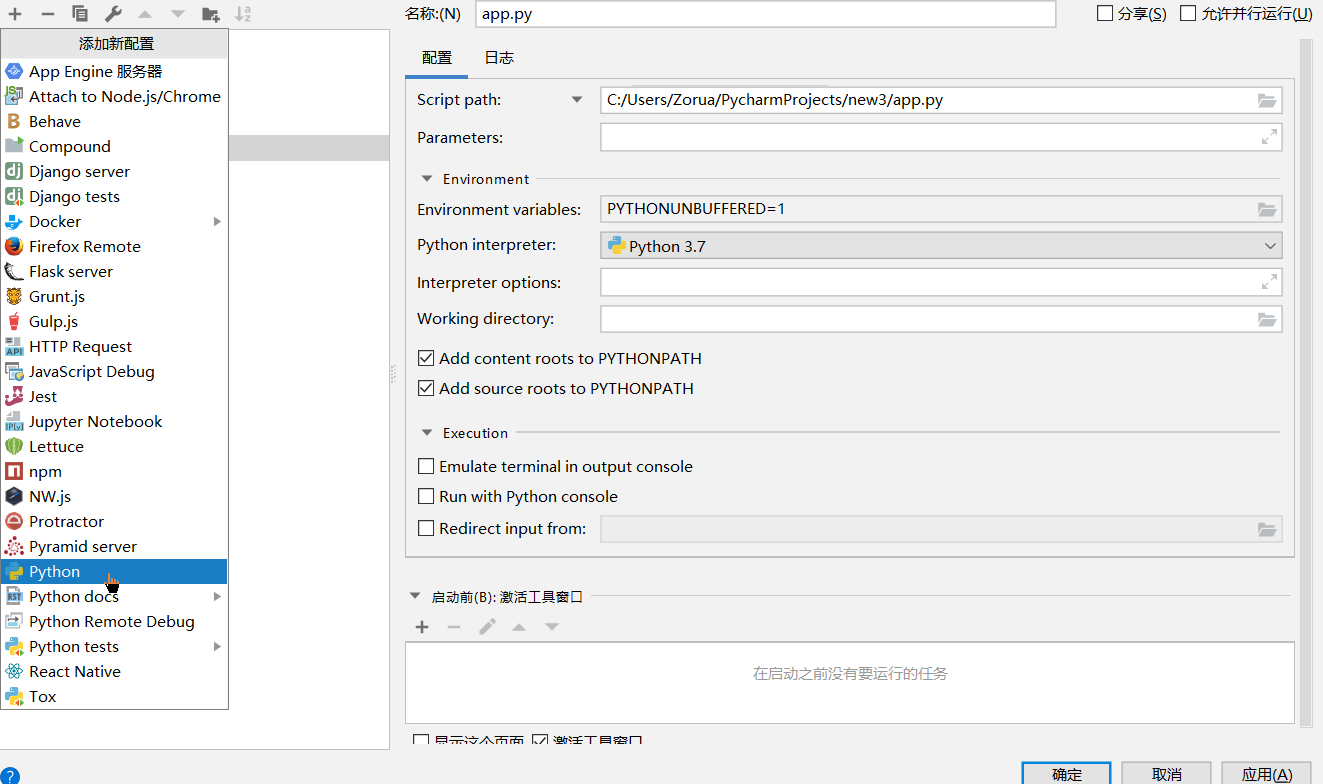 名称:(N)
app.py
分享(S)
允许并行运行(U)
添加新配置
App Engine 服务器
Attach to Node.js/Chrome
Behave
Compound
Django server
Django tests
Docker
Firefox Remote
Flask server
Grunt.js
Gulp.js
HTTP Request
JavaScript Debug
Jest
Jupyter Notebook
Lettuce
npm
NW.js
Protractor
Pyramid server
Python
Python docs
Python Remote Debug
Python tests
React Native
Tox
配置
日志
Script path:
C:/Users/Zorua/PycharmProjects/new3/app.py
Parameters:
Environment
Environment variables:
PYTHONUNBUFFERED=1
Python interpreter:
Python 3.7
Interpreter options:
Working directory:
Add content roots to PYTHONPATH
Add source roots to PYTHONPATH
Execution
Emulate terminal in output console
Run with Python console
Redirect input from:
启动前(B): 激活工具窗口
在启动之前没有要运行的任务
显示这个页面
激活工具窗口
确定
取消
应用(A)